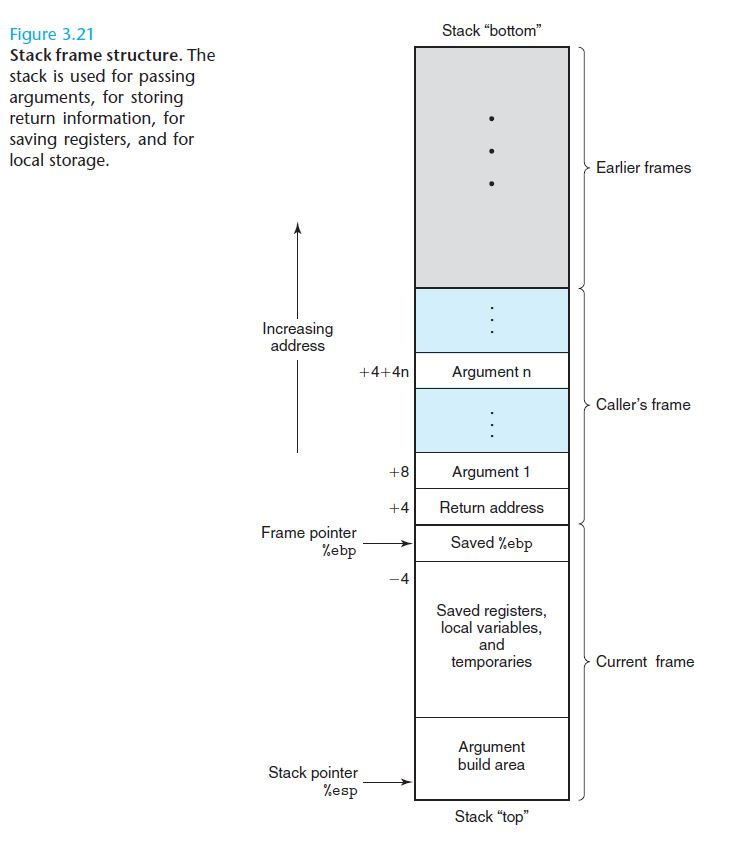 Figure 3.21
Stack frame structure. The
stack is used for passing
arguments, for storing
return information, for
saving registers, and for
local storage.
Stack “bottom”
Earlier frames
Increasing
address
+4+4n
Argument n
Caller’s frame
+8
Argument 1
+4
Return address
Frame pointer
%ebp
Saved %ebp
−4
Saved registers,
local variables,
and
temporaries
Current frame
Argument
build area
Stack pointer
%esp
Stack “top”